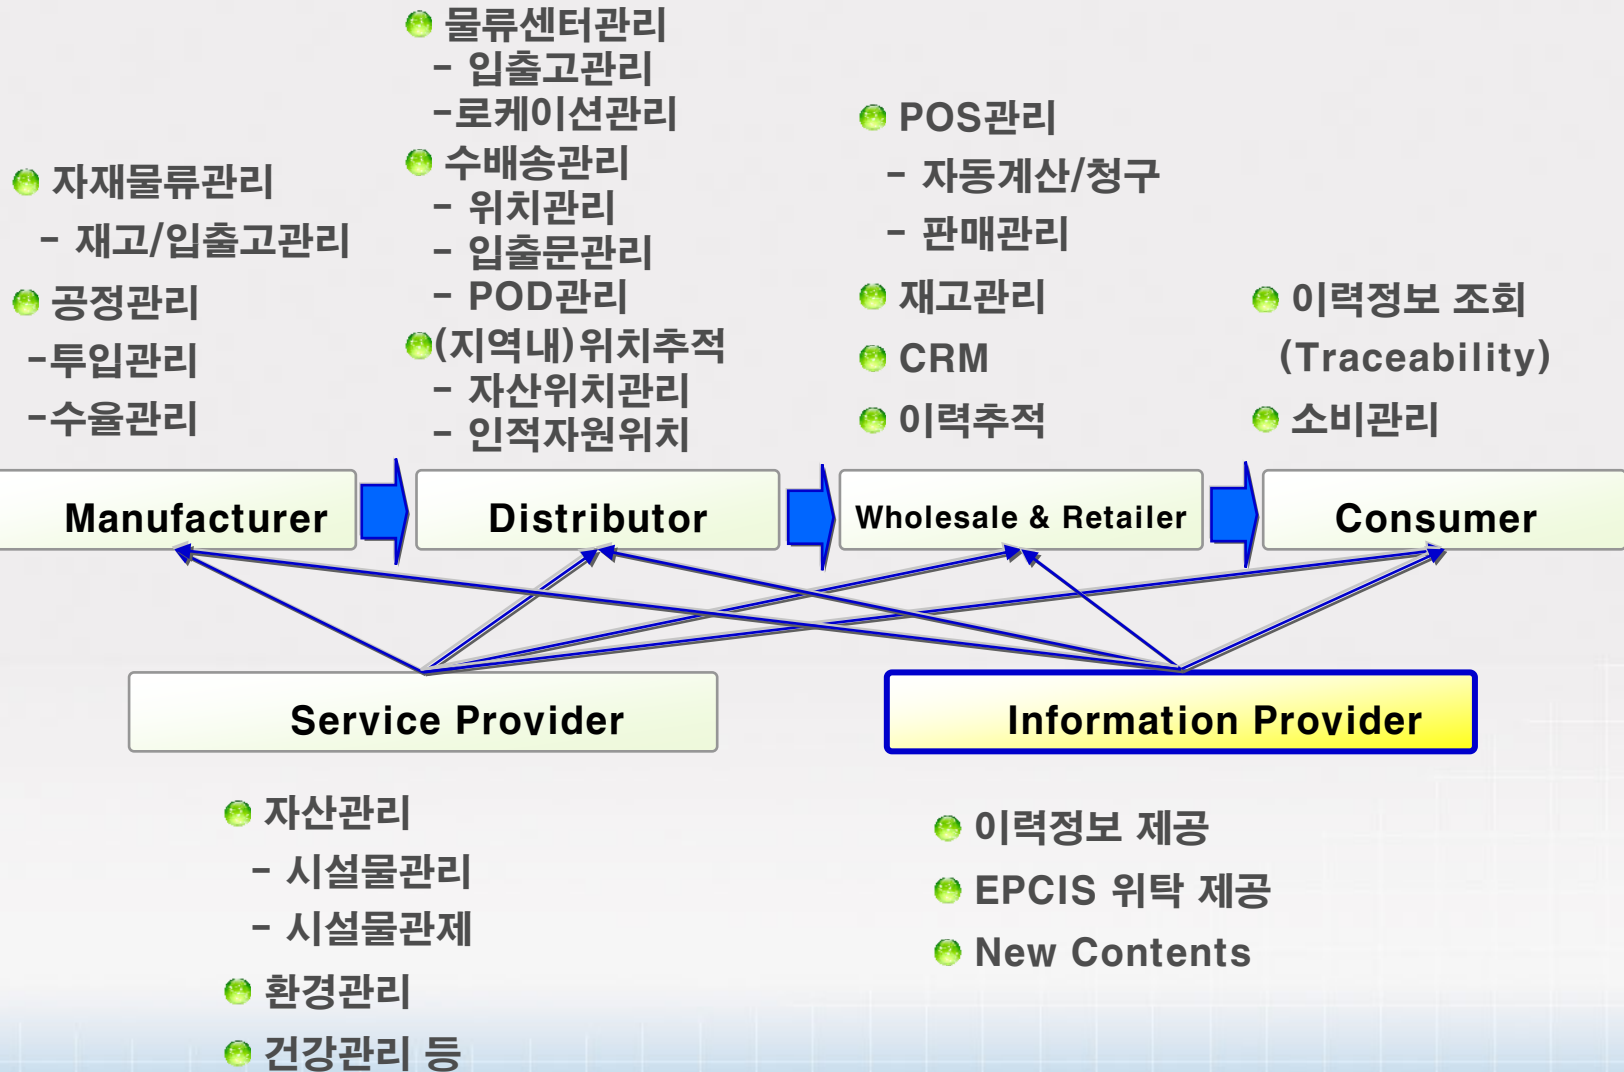 자재물류관리
- 재고/입출고관리
공정관리
-투입관리
-수율관리
물류센터관리
- 입출고관리
-로케이션관리
수배송관리
- 위치관리
- 입출문관리
- POD관리
(지역내)위치추적
- 자산위치관리
- 인적자원위치
POS관리
- 자동계산/청구
- 판매관리
재고관리
CRM
이력추적
이력정보 조회
(Traceability)
소비관리
Manufacturer
Distributor
Wholesale & Retailer
Consumer
Service Provider
Information Provider
자산관리
- 시설물관리
- 시설물관제
환경관리
건강관리 등
이력정보 제공
EPCIS 위탁 제공
New Contents